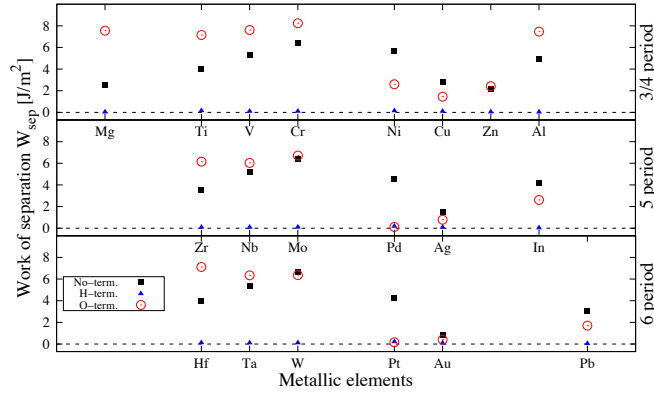 Work of separation W_sep [J/m²]
8
6
4
2
0
Mg Ti V Cr Ni Cu Zn Al
3/4 period
8
6
4
2
0
Zr Nb Mo Pd Ag In
5 period
8
6
4
2
0
No−term.
H−term.
O−term.
Hf Ta W Pt Au Pb
6 period
Metallic elements